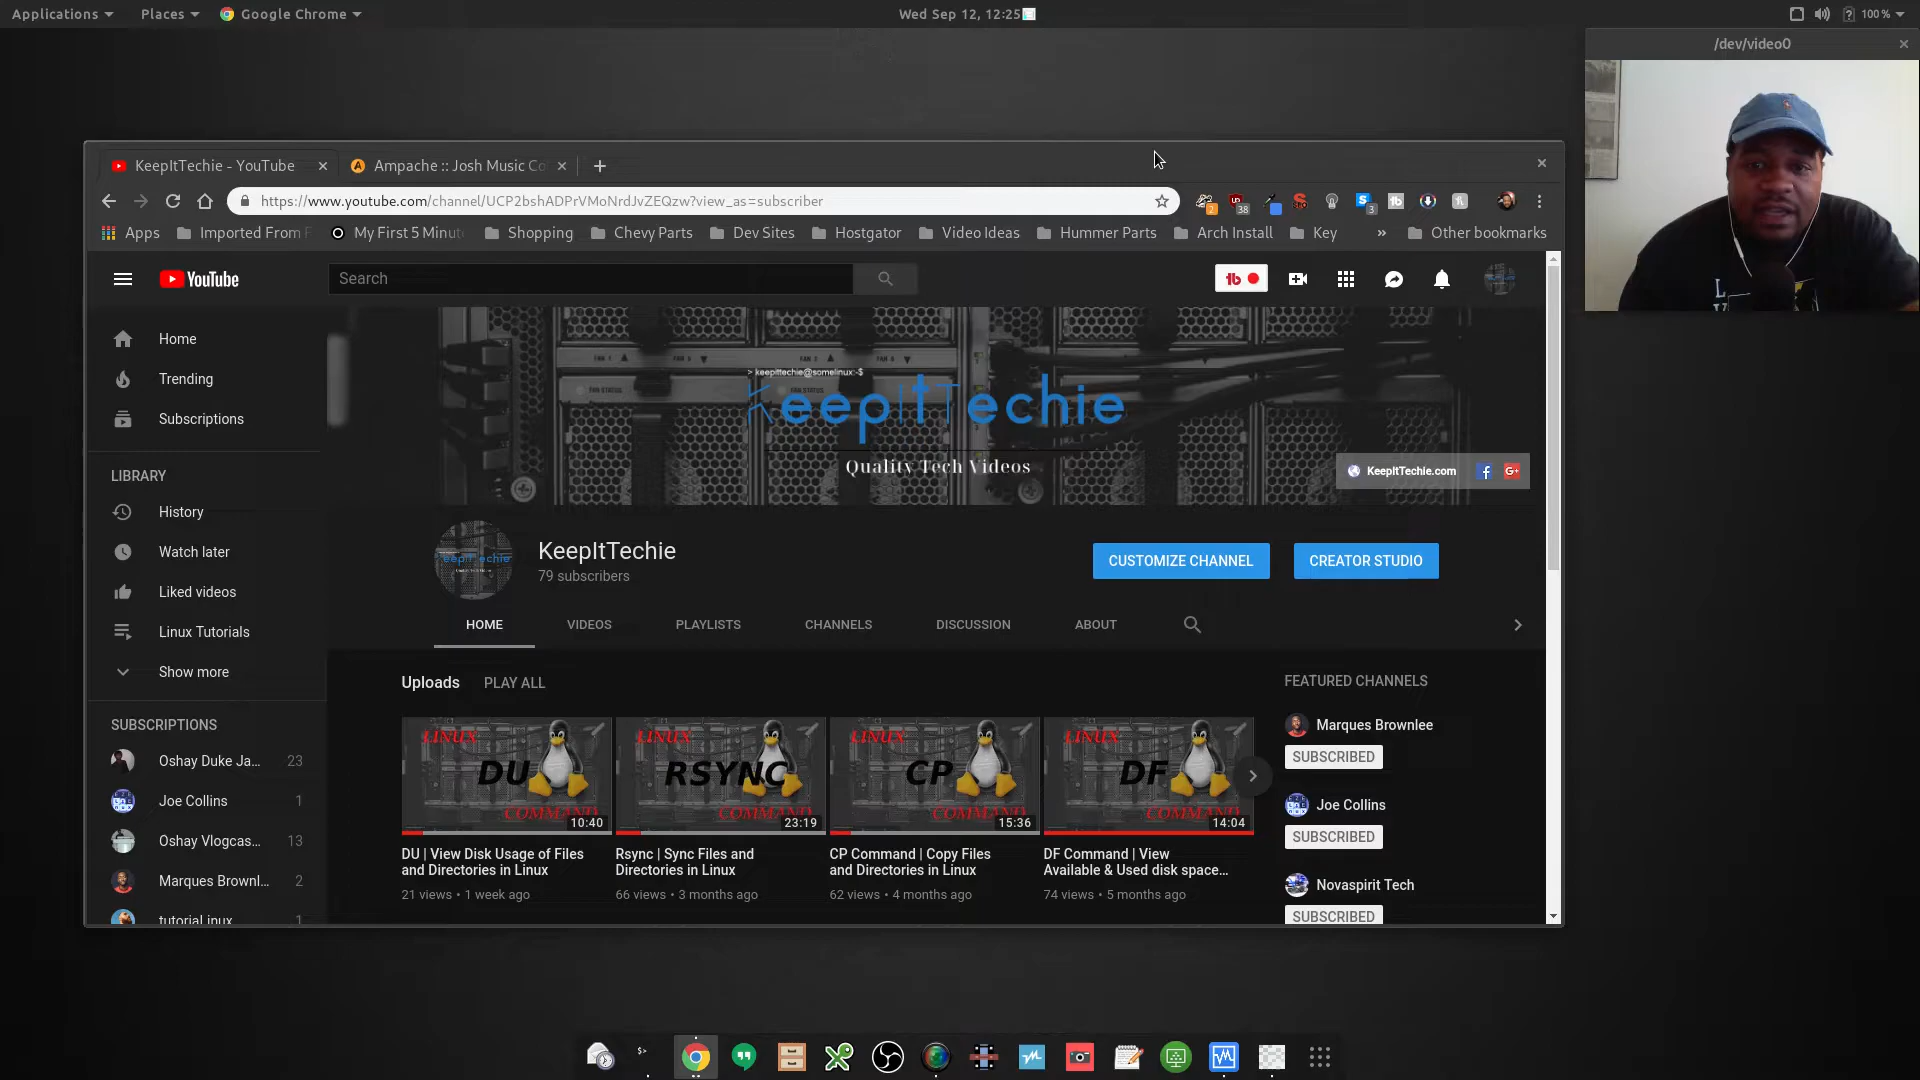 Applications
Places
Google Chrome
Wed Sep 12, 12:25
100 %
/dev/video0
KeepItTechie - YouTube
Ampache :: Josh Music Co
https://www.youtube.com/channel/UCP2bshADPrVMoNrdJvZEQzw?view_as=subscriber
2
38
3
Apps
Imported From F
My First 5 Minut
Shopping
Chevy Parts
Dev Sites
Hostgator
Video Ideas
Hummer Parts
Arch Install
Key
»
Other bookmarks
YouTube
Search
Home
Trending
Subscriptions
LIBRARY
History
Watch later
Liked videos
Linux Tutorials
Show more
SUBSCRIPTIONS
Oshay Duke Ja... 23
Joe Collins 1
Oshay Vlogcas... 13
Marques Brownl... 2
tutoriaLinux 1
> keepittechie@somelinux:~$
KeepItTechie
Quality Tech Videos
KeepItTechie.com
KeepItTechie
79 subscribers
CUSTOMIZE CHANNEL
CREATOR STUDIO
HOME
VIDEOS
PLAYLISTS
CHANNELS
DISCUSSION
ABOUT
Uploads
PLAY ALL
LINUX
DU
COMMAND
10:40
LINUX
RSYNC
COMMAND
23:19
LINUX
CP
COMMAND
15:36
LINUX
DF
COMMAND
14:04
DU | View Disk Usage of Files
and Directories in Linux
21 views • 1 week ago
Rsync | Sync Files and
Directories in Linux
66 views • 3 months ago
CP Command | Copy Files
and Directories in Linux
62 views • 4 months ago
DF Command | View
Available & Used disk space...
74 views • 5 months ago
FEATURED CHANNELS
Marques Brownlee
SUBSCRIBED
Joe Collins
SUBSCRIBED
Novaspirit Tech
SUBSCRIBED